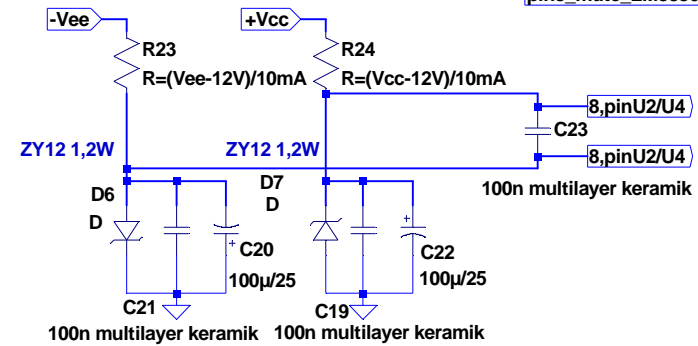 -Vee
+Vcc
R23
R=(Vee-12V)/10mA
R24
R=(Vcc-12V)/10mA
8,pinU2/U4
C23
8,pinU2/U4
100n multilayer keramik
ZY12 1,2W
ZY12 1,2W
D6
D
D7
D
+
C20
100µ/25
+
C22
100µ/25
C21
100n multilayer keramik
C19
100n multilayer keramik